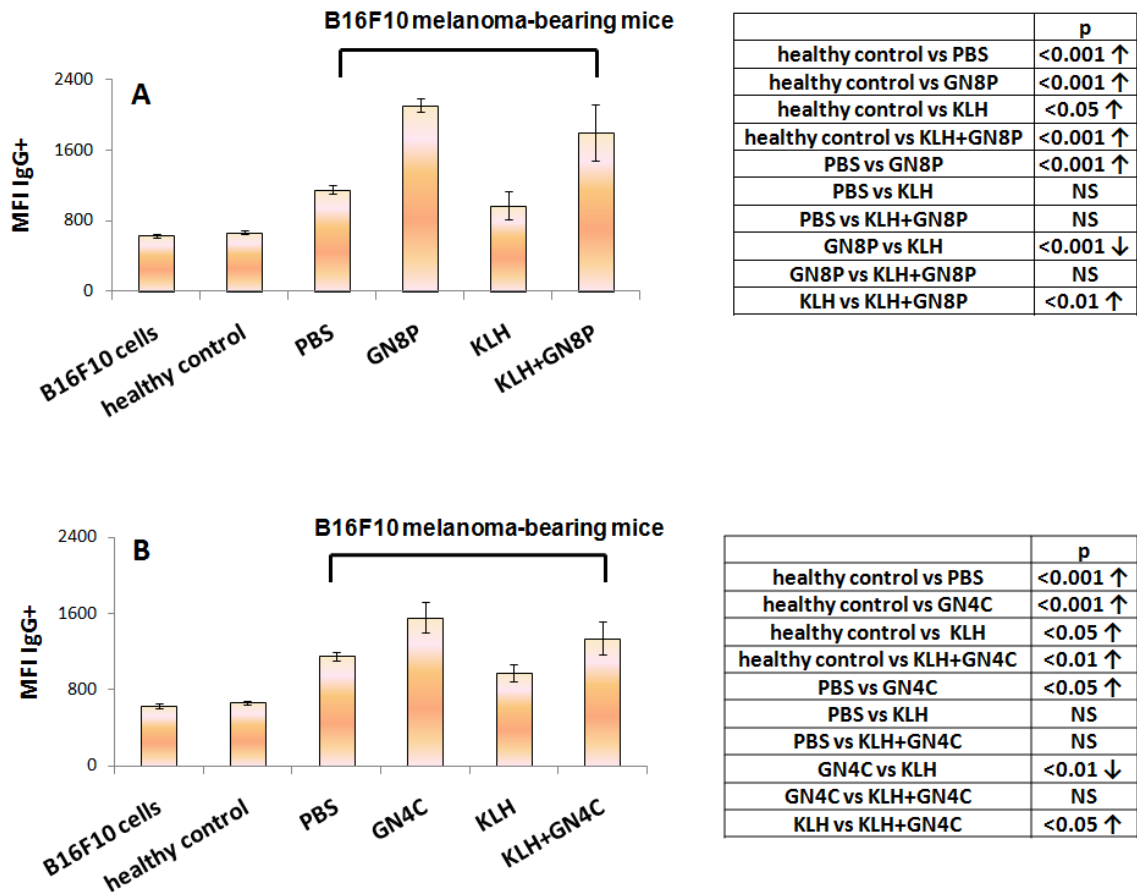 B16F10 melanoma-bearing mice
A
MFI IgG+
2400
1600
800
0
B16F10 cells
healthy control
PBS
GN8P
KLH
KLH+GN8P
p
healthy control vs PBS <0.001 ↑
healthy control vs GN8P <0.001 ↑
healthy control vs KLH <0.05 ↑
healthy control vs KLH+GN8P <0.001 ↑
PBS vs GN8P <0.001 ↑
PBS vs KLH NS
PBS vs KLH+GN8P NS
GN8P vs KLH <0.001 ↓
GN8P vs KLH+GN8P NS
KLH vs KLH+GN8P <0.01 ↑
B16F10 melanoma-bearing mice
B
MFI IgG+
2400
1600
800
0
B16F10 cells
healthy control
PBS
GN4C
KLH
KLH+GN4C
p
healthy control vs PBS <0.001 ↑
healthy control vs GN4C <0.001 ↑
healthy control vs KLH <0.05 ↑
healthy control vs KLH+GN4C <0.01 ↑
PBS vs GN4C <0.05 ↑
PBS vs KLH NS
PBS vs KLH+GN4C NS
GN4C vs KLH <0.01 ↓
GN4C vs KLH+GN4C NS
KLH vs KLH+GN4C <0.05 ↑